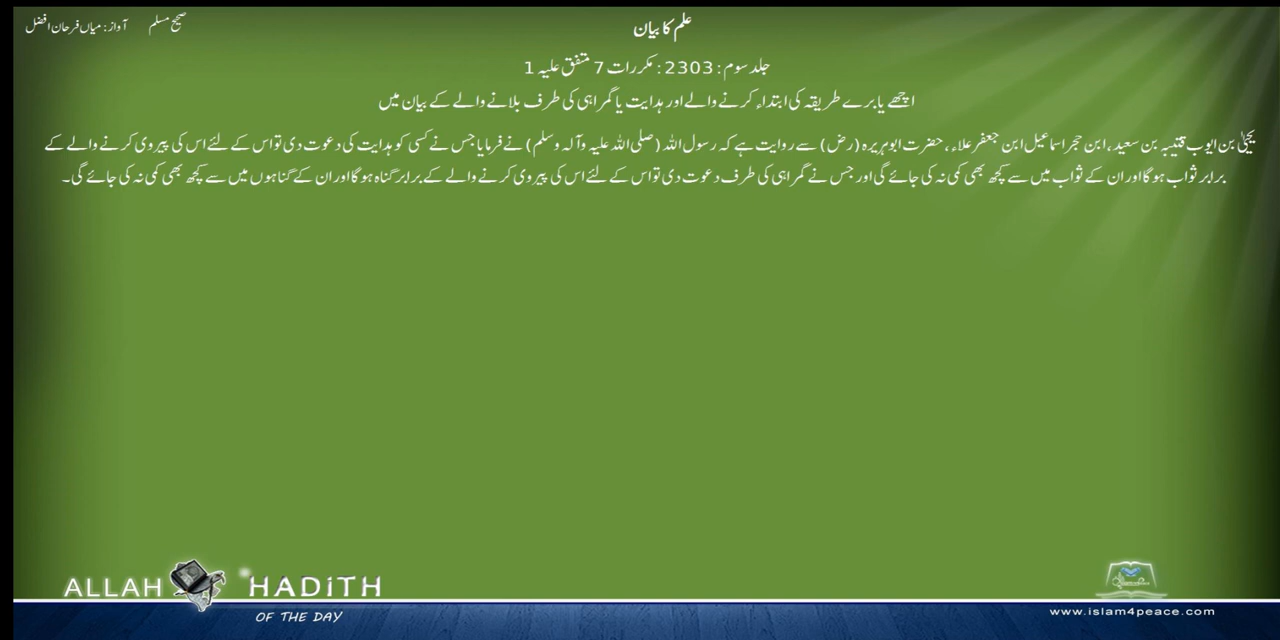 صحیح مسلم آواز: میاں فرحان افضل
علم کا بیان
جلد سوم : 2303 : مکررات 7 متفق علیہ 1
اچھے یا برے طریقہ کی ابتداء کرنے والے اور ہدایت یا گمراہی کی طرف بلانے والے کے بیان میں
یحییٰ بن ایوب قتیبہ بن سعید، ابن حجر اسماعیل ابن جعفر علاء، حضرت ابوہریرہ (رض) سے روایت ہے کہ رسول اللہ (صلی اللہ علیہ وآلہ وسلم) نے فرمایا جس نے کسی کو ہدایت کی دعوت دی تو اس کے لئے اس کی پیروی کرنے والے کے
برابر ثواب ہوگا اور ان کے ثواب میں سے کچھ بھی کمی نہ کی جائے گی اور جس نے گمراہی کی طرف دعوت دی تو اس کے لئے اس کی پیروی کرنے والے کے برابر گناہ ہوگا اور ان کے گناہوں میں سے کچھ بھی کمی نہ کی جائے گی۔
ALLAH HADITH
OF THE DAY
www.islam4peace.com